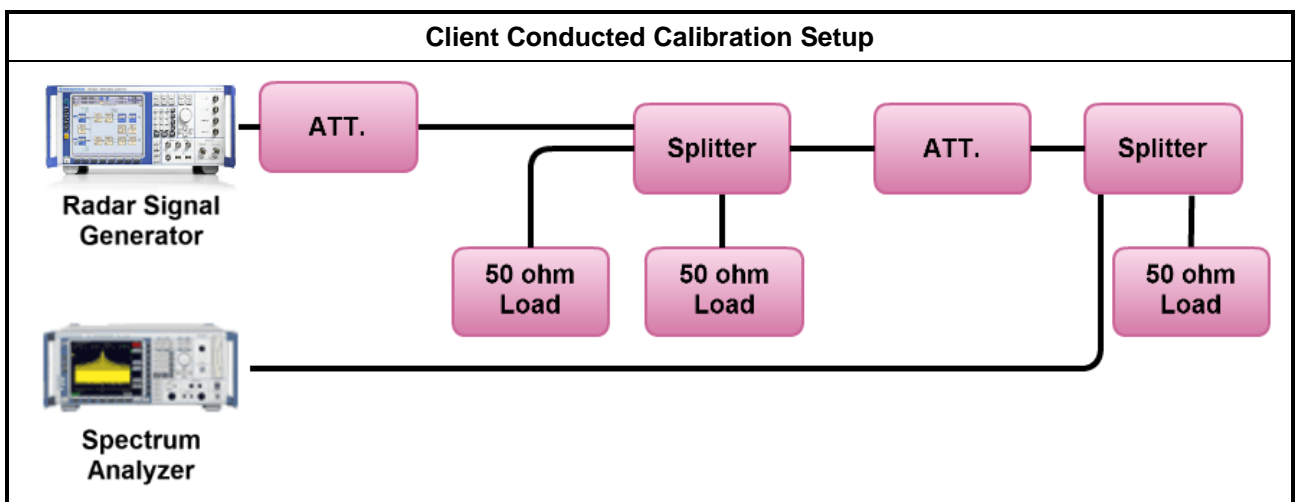 Client Conducted Calibration Setup
ATT.
Splitter
ATT.
Splitter
Radar Signal
Generator
50 ohm
Load
50 ohm
Load
50 ohm
Load
Spectrum
Analyzer